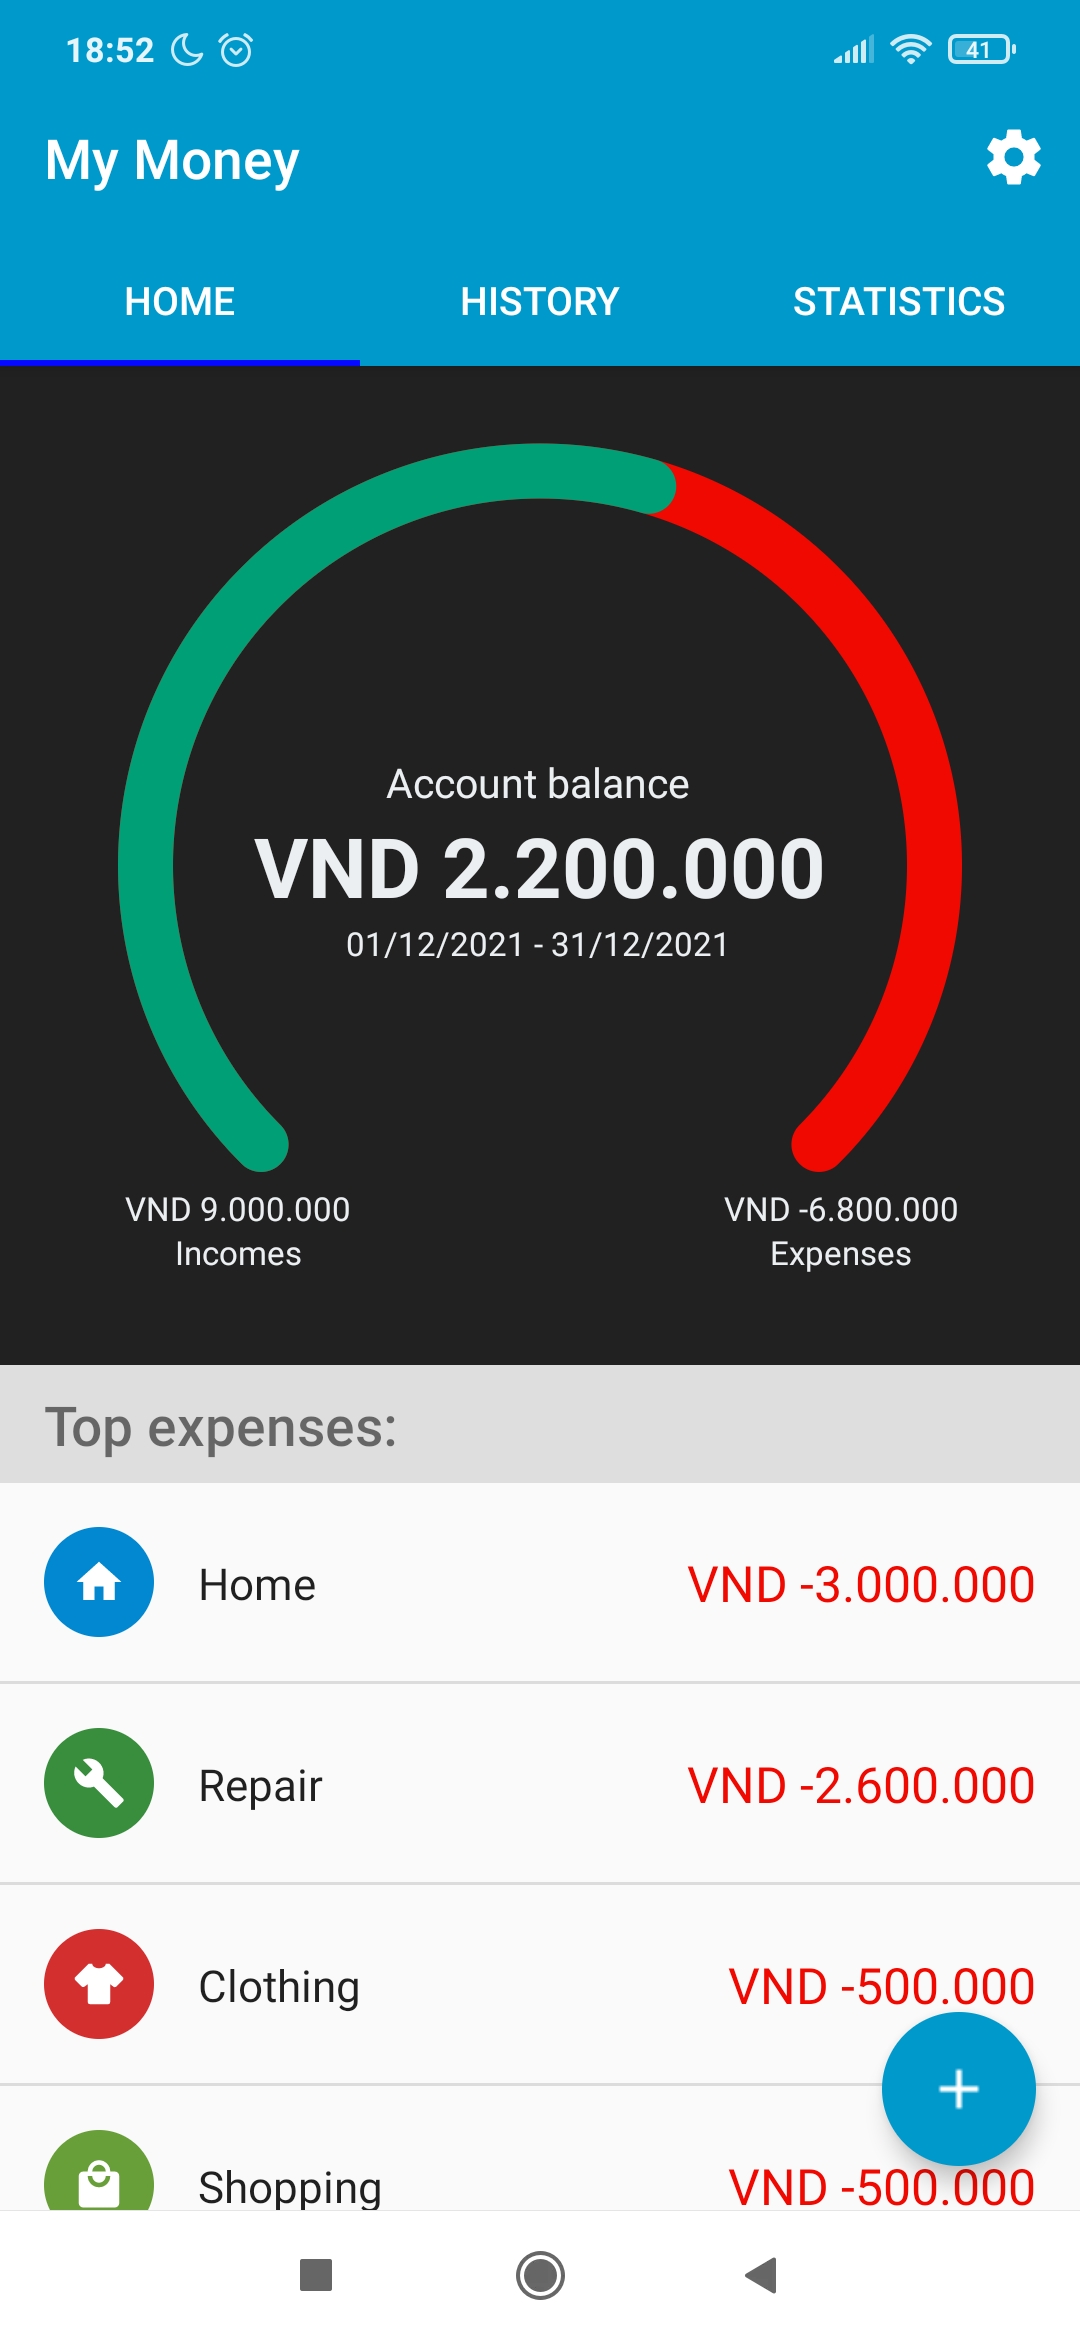 18:52
41
My Money
HOME HISTORY STATISTICS
Account balance
VND 2.200.000
01/12/2021 - 31/12/2021
VND 9.000.000
Incomes
VND -6.800.000
Expenses
Top expenses:
Home VND -3.000.000
Repair VND -2.600.000
Clothing VND -500.000
Shopping VND -500.000